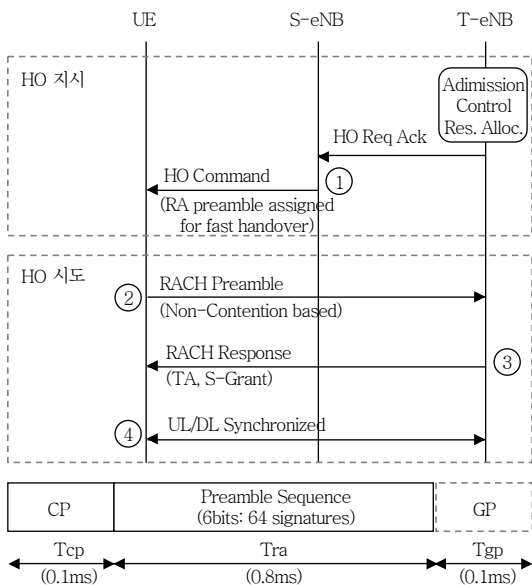 UE S-eNB T-eNB
HO 지시
Adimission
Control
Res. Alloc.
HO Req Ack
HO Command ①
(RA preamble assigned
for fast handover)
HO 시도
② RACH Preamble
(Non-Contention based)
RACH Response ③
(TA, S-Grant)
④ UL/DL Synchronized
CP Preamble Sequence GP
(6bits: 64 signatures)
Tcp Tra Tgp
(0.1ms) (0.8ms) (0.1ms)